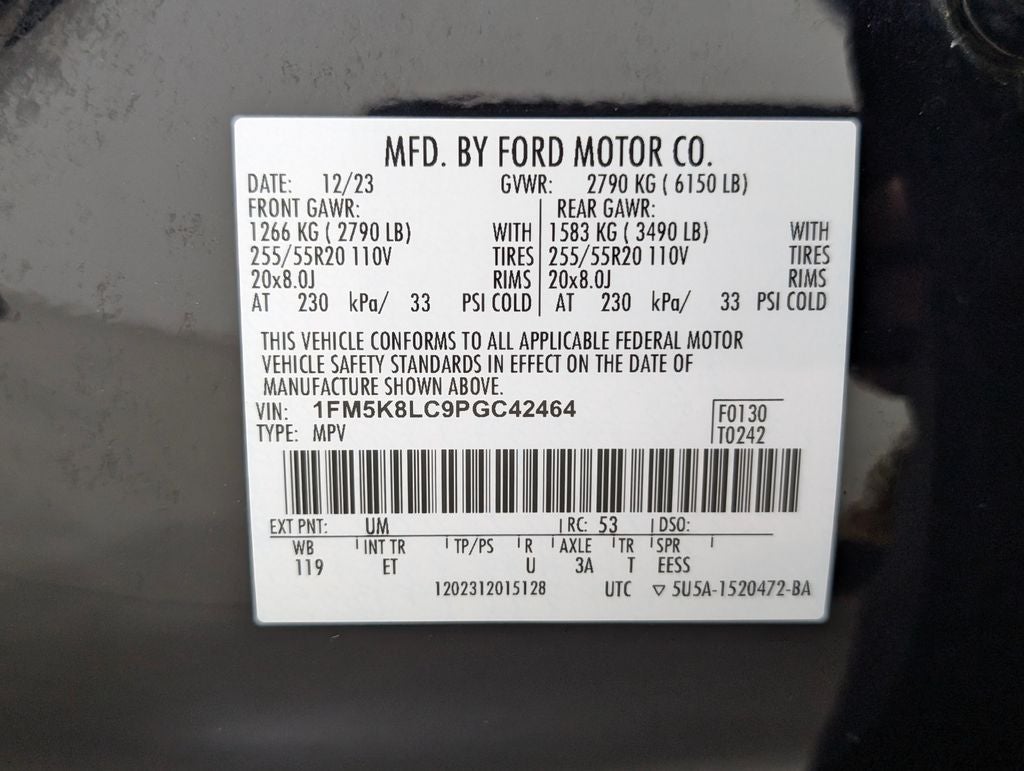 MFD. BY FORD MOTOR CO.
DATE: 12/23 GVWR: 2790 KG ( 6150 LB)
FRONT GAWR: REAR GAWR:
1266 KG ( 2790 LB) WITH 1583 KG ( 3490 LB) WITH
255/55R20 110V TIRES 255/55R20 110V TIRES
20x8.0J RIMS 20x8.0J RIMS
AT 230 kPa/ 33 PSI COLD AT 230 kPa/ 33 PSI COLD
THIS VEHICLE CONFORMS TO ALL APPLICABLE FEDERAL MOTOR
VEHICLE SAFETY STANDARDS IN EFFECT ON THE DATE OF
MANUFACTURE SHOWN ABOVE.
VIN: 1FM5K8LC9PGC42464 F0130
TYPE: MPV T0242
EXT PNT: UM RC: 53 DSO:
WB INT TR TP/PS R AXLE TR SPR
119 ET U 3A T EESS
1202312015128 UTC ▽ 5U5A-1520472-BA